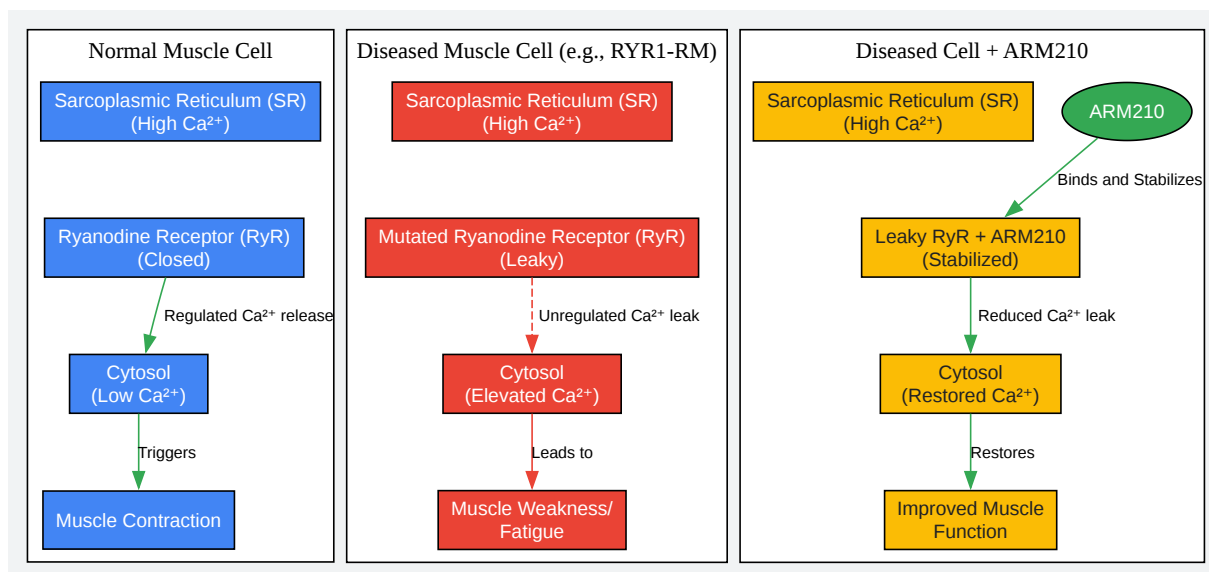 Normal Muscle Cell
Sarcoplasmic Reticulum (SR)
(High Ca²⁺)
Ryanodine Receptor (RyR)
(Closed)
Regulated Ca²⁺ release
Cytosol
(Low Ca²⁺)
Triggers
Muscle Contraction
Diseased Muscle Cell (e.g., RYR1-RM)
Sarcoplasmic Reticulum (SR)
(High Ca²⁺)
Mutated Ryanodine Receptor (RyR)
(Leaky)
Unregulated Ca²⁺ leak
Cytosol
(Elevated Ca²⁺)
Leads to
Muscle Weakness/
Fatigue
Diseased Cell + ARM210
Sarcoplasmic Reticulum (SR)
(High Ca²⁺)
ARM210
Binds and Stabilizes
Leaky RyR + ARM210
(Stabilized)
Reduced Ca²⁺ leak
Cytosol
(Restored Ca²⁺)
Restores
Improved Muscle
Function